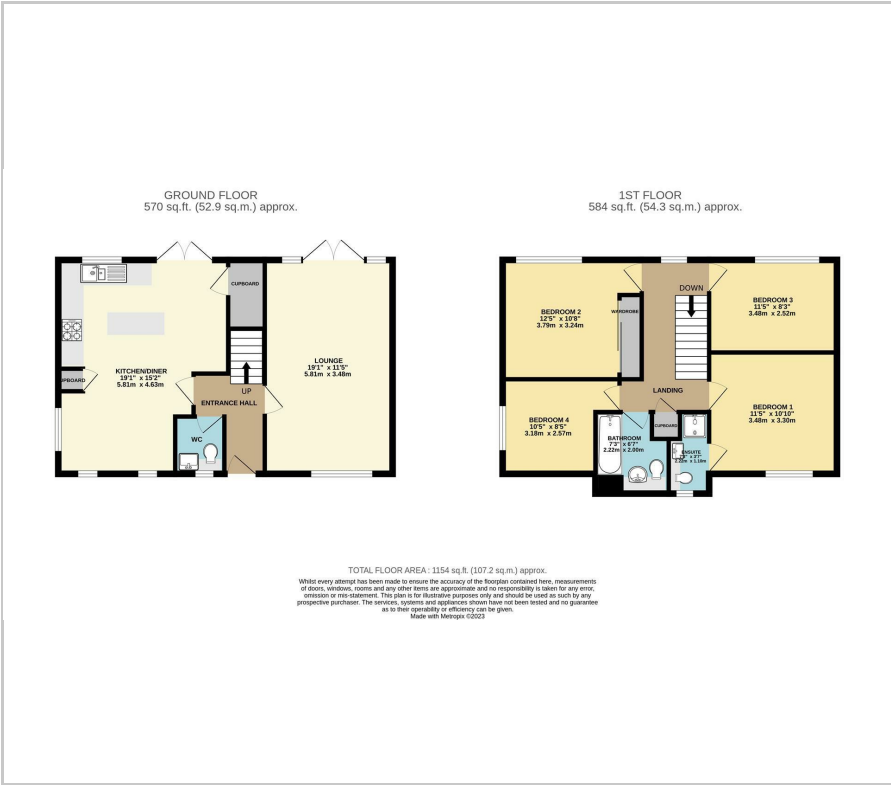 GROUND FLOOR
570 sq.ft. (52.9 sq.m.) approx.
CUPBOARD
KITCHEN/DINER
19'1" x 15'2"
5.81m x 4.63m
UPBOARD
LOUNGE
19'1" x 11'5"
5.81m x 3.48m
UP
ENTRANCE HALL
WC
1ST FLOOR
584 sq.ft. (54.3 sq.m.) approx.
BEDROOM 2
12'5" x 10'8"
3.79m x 3.24m
WARDROBE
DOWN
BEDROOM 3
11'5" x 8'3"
3.48m x 2.52m
LANDING
BEDROOM 1
11'5" x 10'10"
3.48m x 3.30m
BEDROOM 4
10'5" x 8'5"
3.18m x 2.57m
CUPBOARD
BATHROOM
7'3" x 6'7"
2.22m x 2.00m
ENSUITE
x 3'7"
2.22m x 1.10m
TOTAL FLOOR AREA : 1154 sq.ft. (107.2 sq.m.) approx.
Whilst every attempt has been made to ensure the accuracy of the floorplan contained here, measurements
of doors, windows, rooms and any other items are approximate and no responsibility is taken for any error,
omission or mis-statement. This plan is for illustrative purposes only and should be used as such by any
prospective purchaser. The services, systems and appliances shown have not been tested and no guarantee
as to their operability or efficiency can be given.
Made with Metropix ©2023